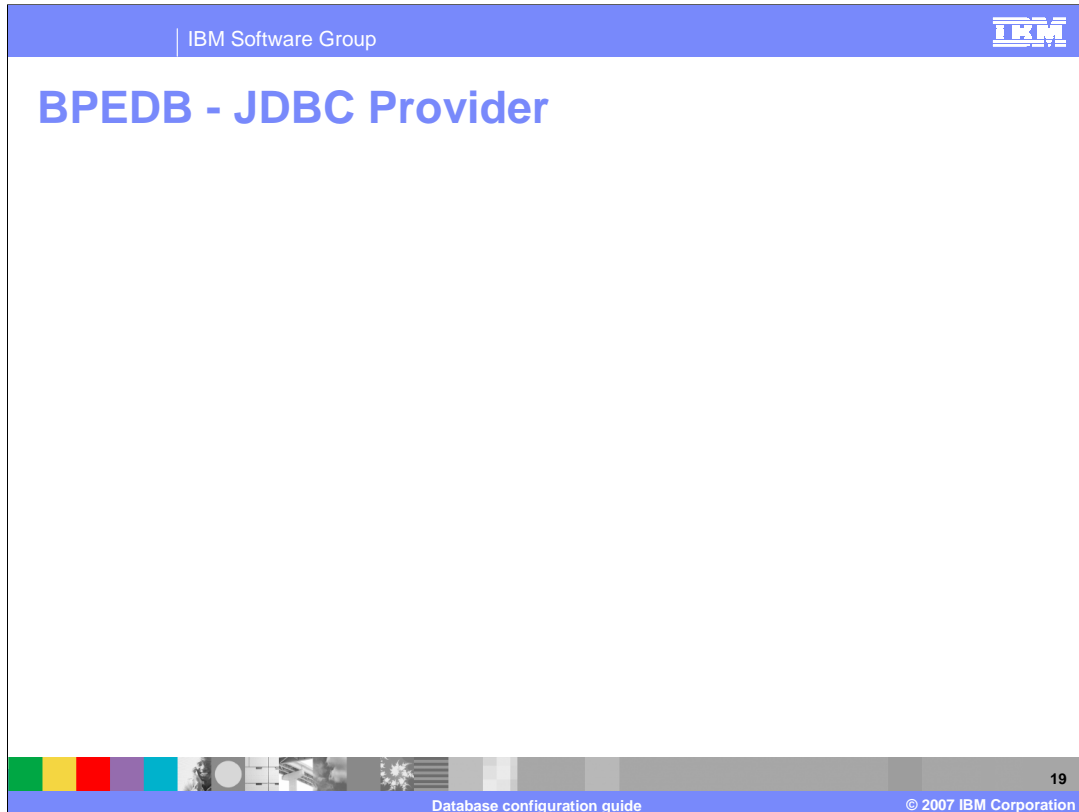 IBM Software Group
IBM
BPEDB - JDBC Provider
19
Database configuration guide
© 2007 IBM Corporation